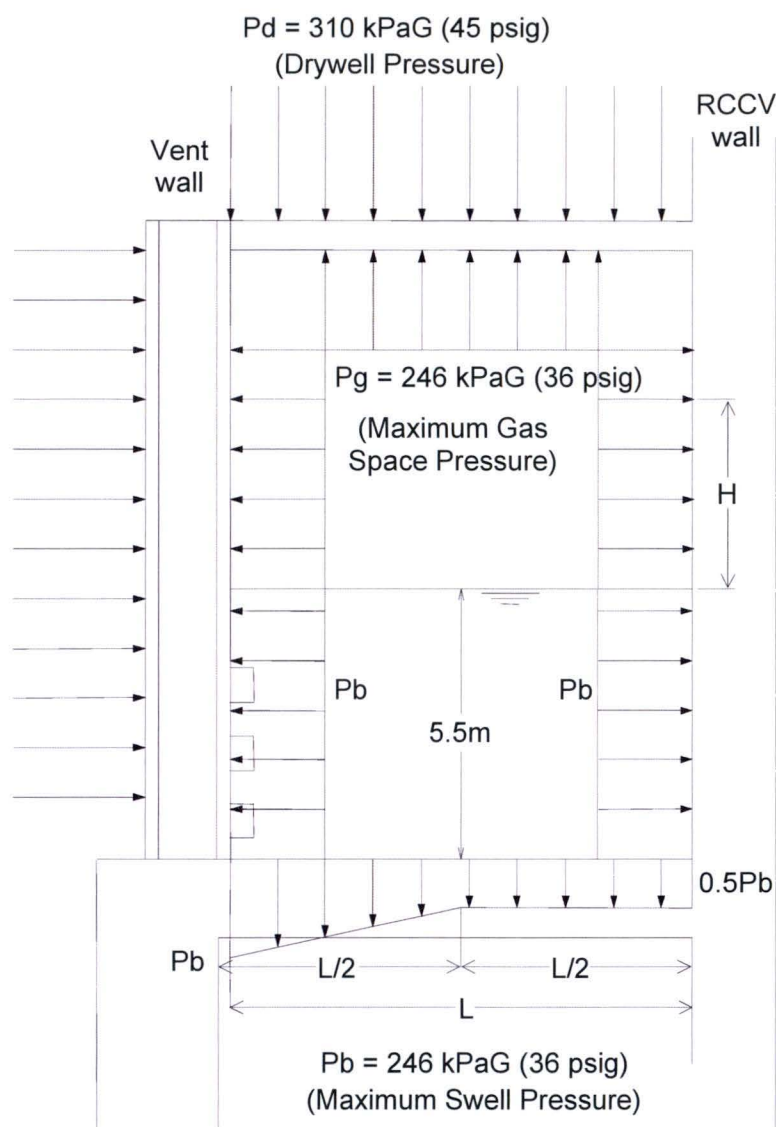 Pd = 310 kPaG (45 psig)
(Drywell Pressure)
RCCV
wall
Vent
wall
Pg = 246 kPaG (36 psig)
(Maximum Gas
Space Pressure)
H
Pb
Pb
5.5m
0.5Pb
Pb
L/2
L/2
L
Pb = 246 kPaG (36 psig)
(Maximum Swell Pressure)